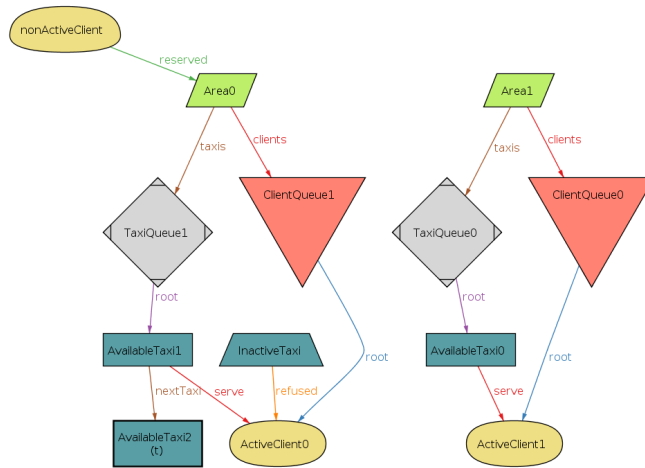 nonActiveClient
reserved
Area0
Area1
taxis
clients
taxis
clients
ClientQueue1
ClientQueue0
TaxiQueue1
TaxiQueue0
root
root
AvailableTaxi1
InactiveTaxi
AvailableTaxi0
root
root
nextTaxi
serve
refused
serve
AvailableTaxi2
(t)
ActiveClient0
ActiveClient1